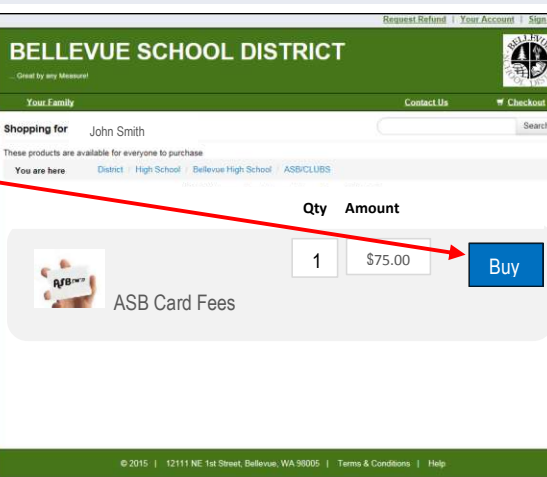 Request Refund | Your Account | Sign
BELLEVUE SCHOOL DISTRICT
... Great by any Measure!
Your Family Contact Us Checkout
Shopping for John Smith Search
These products are available for everyone to purchase
You are here District / High School / Bellevue High School / ASB/CLUBS
Qty Amount
1 $75.00 Buy
ASB Card Fees
© 2015 | 12111 NE 1st Street, Bellevue, WA 98005 | Terms & Conditions | Help